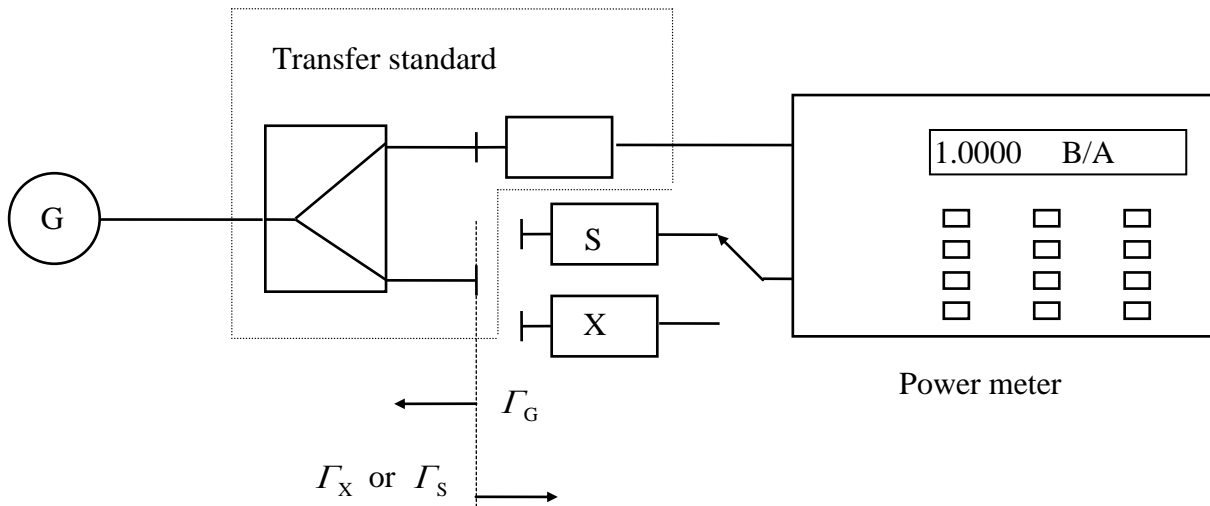 Transfer standard
1.0000 B/A
G
S
X
Power meter
Γ_G
Γ_X or Γ_S